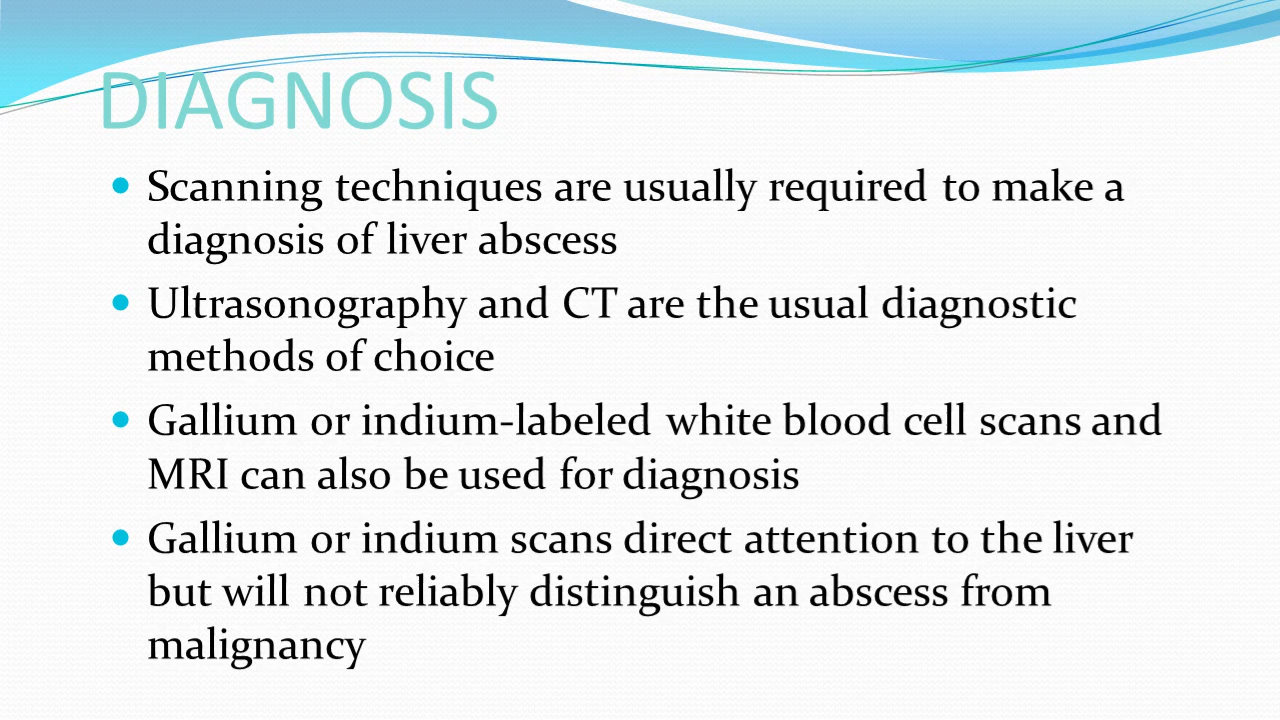 DIAGNOSIS
Scanning techniques are usually required to make a
diagnosis of liver abscess
Ultrasonography and CT are the usual diagnostic
methods of choice
Gallium or indium-labeled white blood cell scans and
MRI can also be used for diagnosis
Gallium or indium scans direct attention to the liver
but will not reliably distinguish an abscess from
malignancy